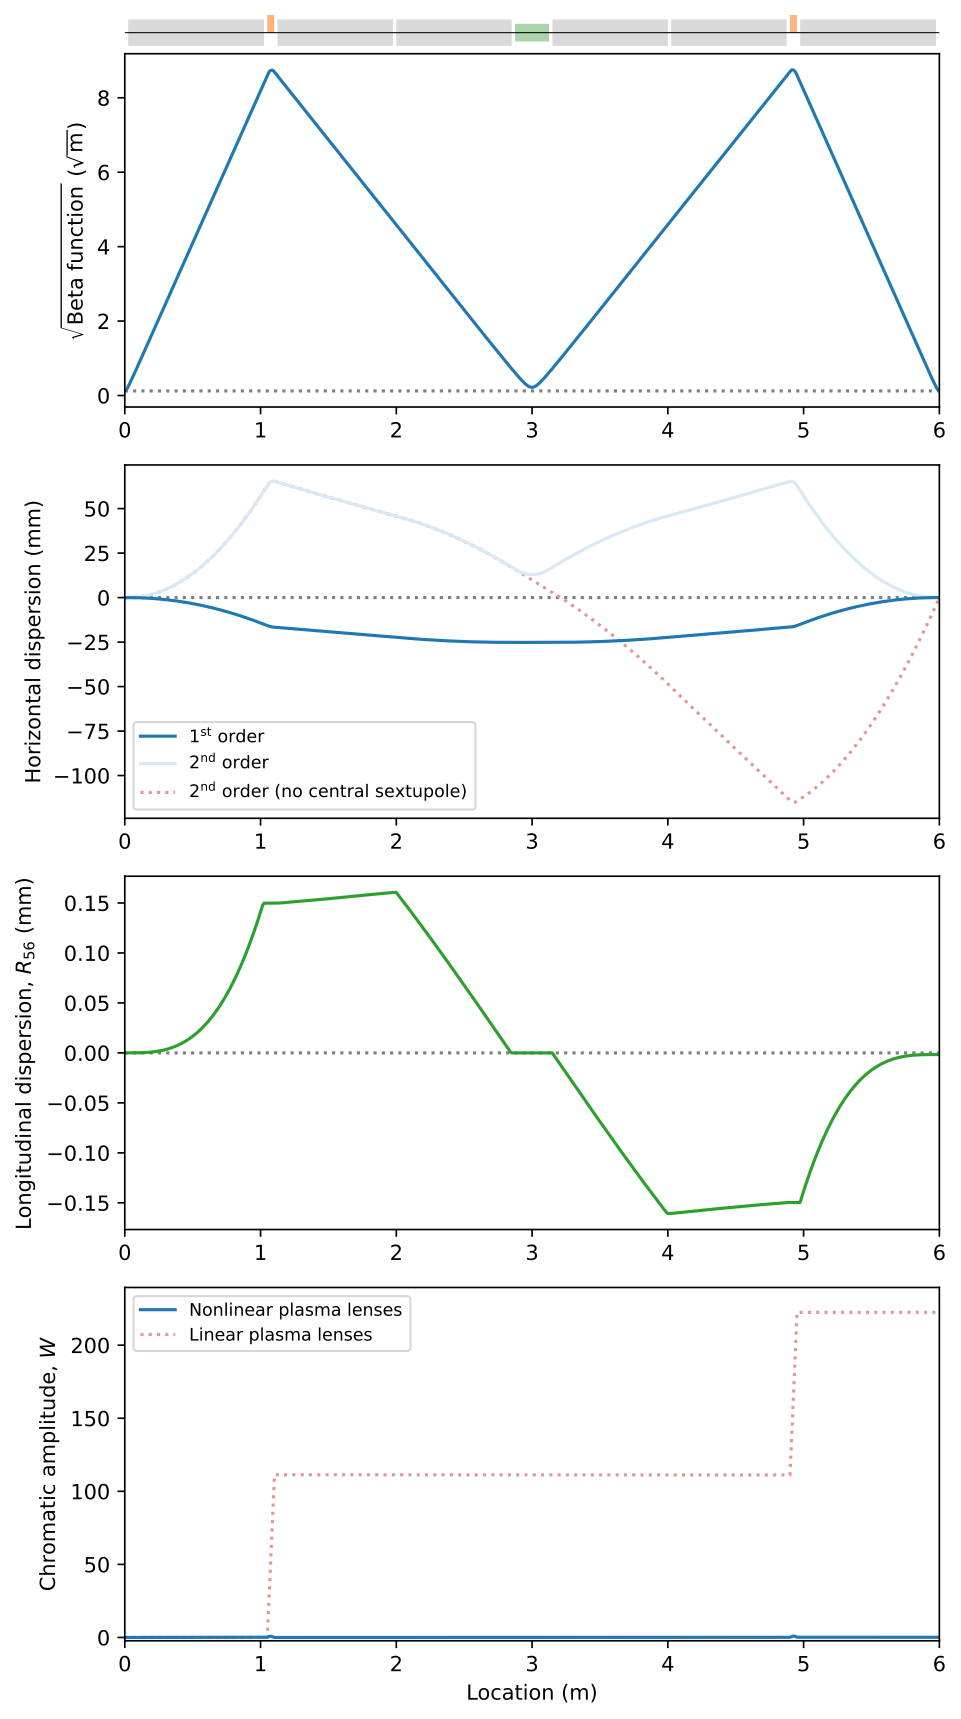 √Beta function (√m)
8
6
4
2
0
0 1 2 3 4 5 6
Horizontal dispersion (mm)
50
25
0
−25
−50
−75
−100
1st order
2nd order
2nd order (no central sextupole)
0 1 2 3 4 5 6
Longitudinal dispersion, R56 (mm)
0.15
0.10
0.05
0.00
−0.05
−0.10
−0.15
0 1 2 3 4 5 6
Chromatic amplitude, W
Nonlinear plasma lenses
Linear plasma lenses
200
150
100
50
0
0 1 2 3 4 5 6
Location (m)